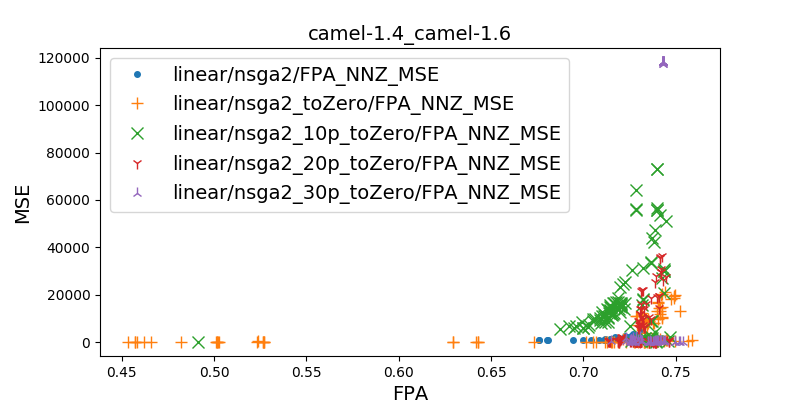 camel-1.4_camel-1.6
MSE
120000
100000
80000
60000
40000
20000
0
linear/nsga2/FPA_NNZ_MSE
linear/nsga2_toZero/FPA_NNZ_MSE
linear/nsga2_10p_toZero/FPA_NNZ_MSE
linear/nsga2_20p_toZero/FPA_NNZ_MSE
linear/nsga2_30p_toZero/FPA_NNZ_MSE
0.45 0.50 0.55 0.60 0.65 0.70 0.75
FPA